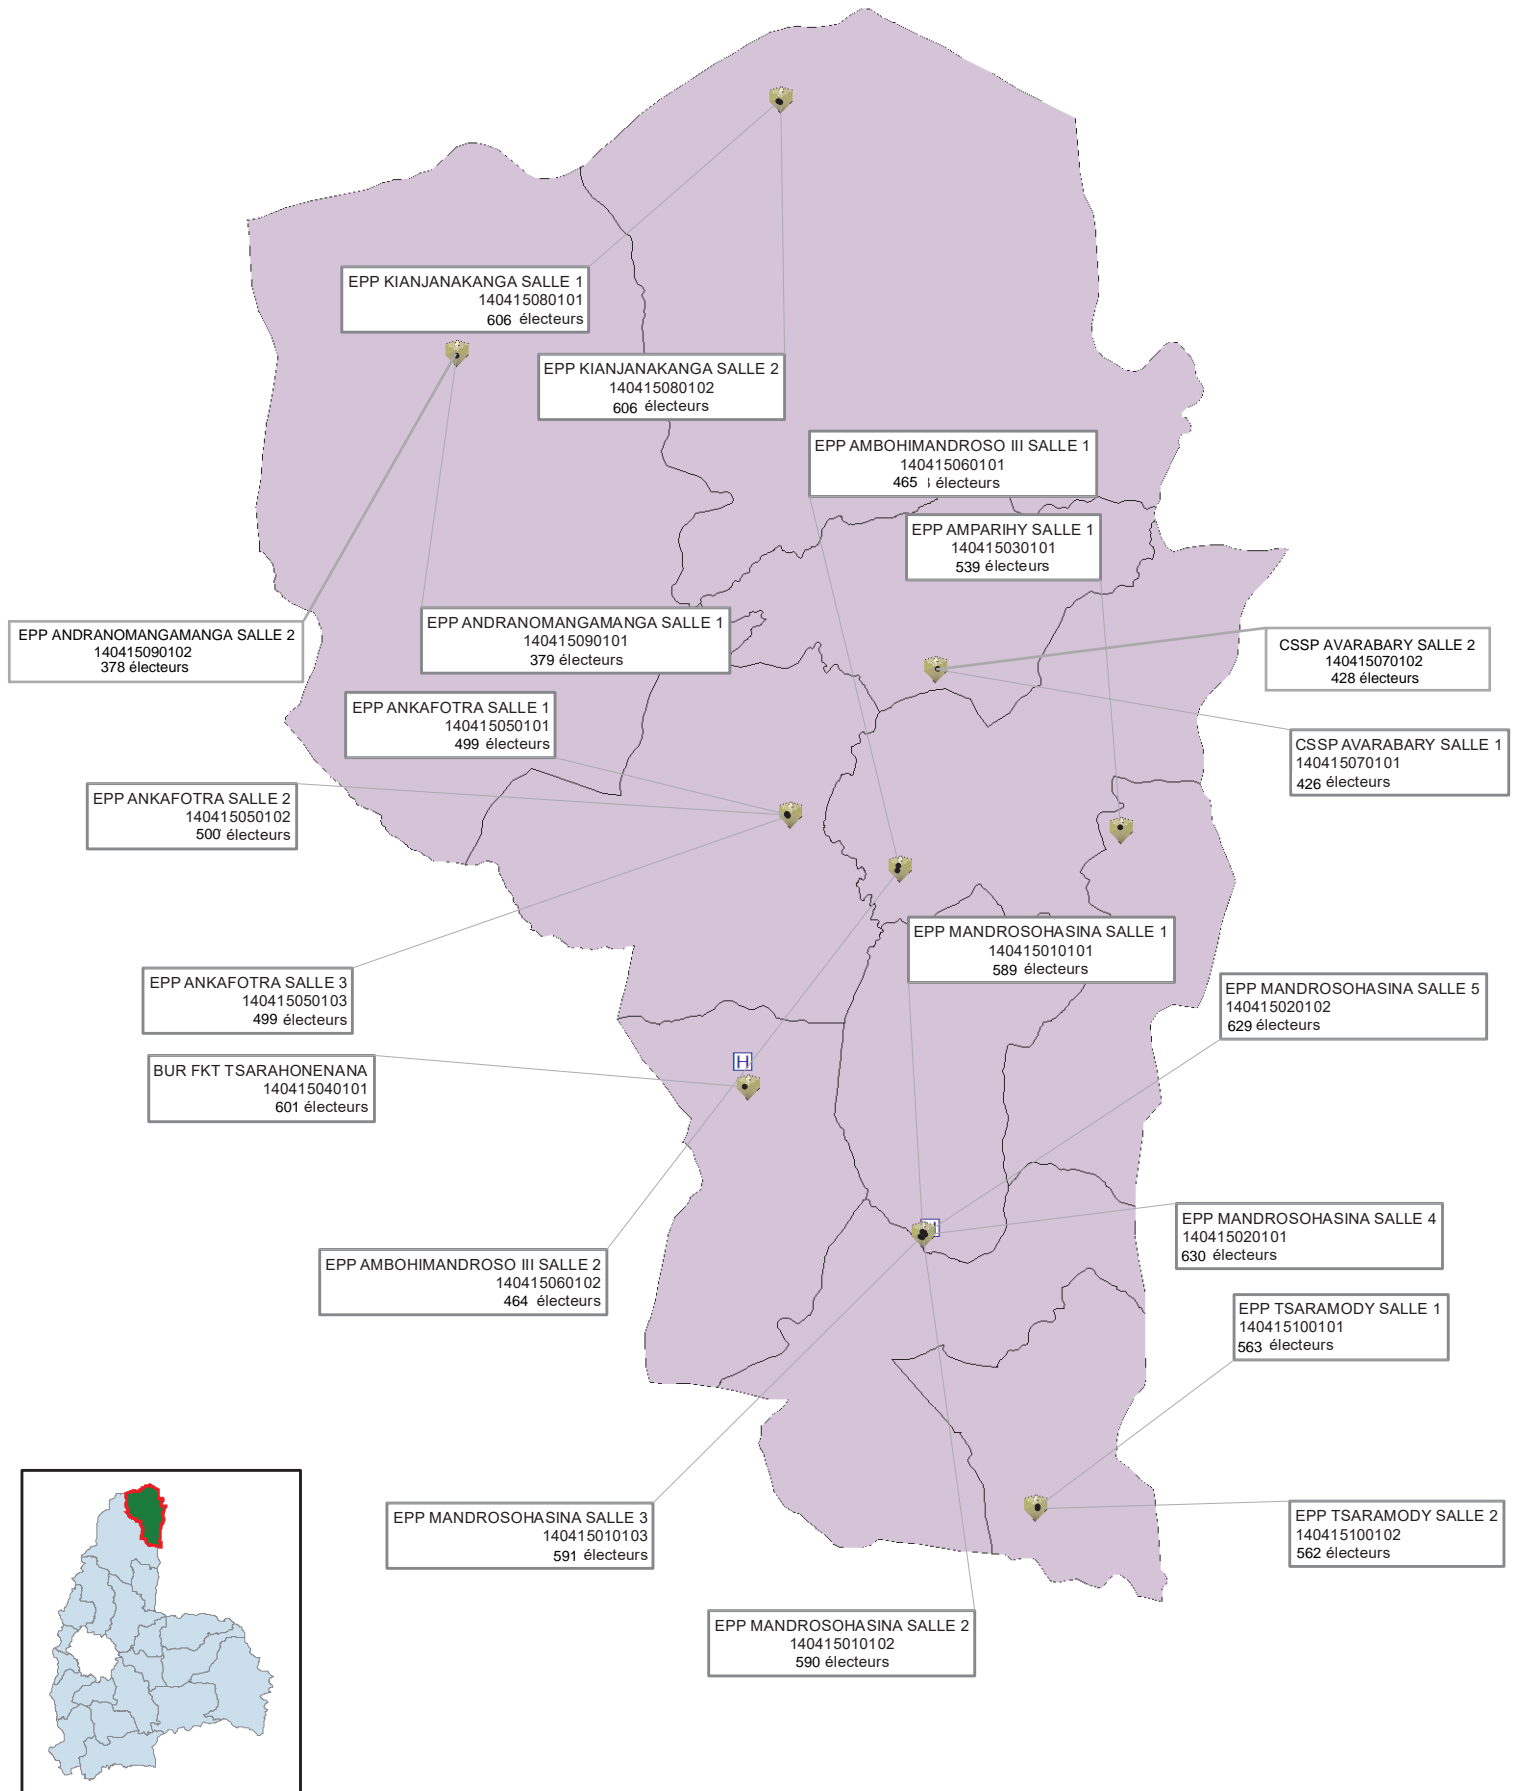 EPP KIANJANAKANGA SALLE 1
140415080101
606 électeurs
EPP KIANJANAKANGA SALLE 2
140415080102
606 électeurs
EPP AMBOHIMANDROSO III SALLE 1
140415060101
465 électeurs
EPP AMPARIHY SALLE 1
140415030101
539 électeurs
EPP ANDRANOMANGAMANGA SALLE 2
140415090102
378 électeurs
EPP ANDRANOMANGAMANGA SALLE 1
140415090101
379 électeurs
CSSP AVARABARY SALLE 2
140415070102
428 électeurs
EPP ANKAFOTRA SALLE 1
140415050101
499 électeurs
CSSP AVARABARY SALLE 1
140415070101
426 électeurs
EPP ANKAFOTRA SALLE 2
140415050102
500 électeurs
EPP MANDROSOHASINA SALLE 1
140415010101
589 électeurs
EPP ANKAFOTRA SALLE 3
140415050103
499 électeurs
EPP MANDROSOHASINA SALLE 5
140415020102
629 électeurs
BUR FKT TSARAHONENANA
140415040101
601 électeurs
H
EPP MANDROSOHASINA SALLE 4
140415020101
630 électeurs
EPP AMBOHIMANDROSO III SALLE 2
140415060102
464 électeurs
EPP TSARAMODY SALLE 1
140415100101
563 électeurs
EPP MANDROSOHASINA SALLE 3
140415010103
591 électeurs
EPP TSARAMODY SALLE 2
140415100102
562 électeurs
EPP MANDROSOHASINA SALLE 2
140415010102
590 électeurs